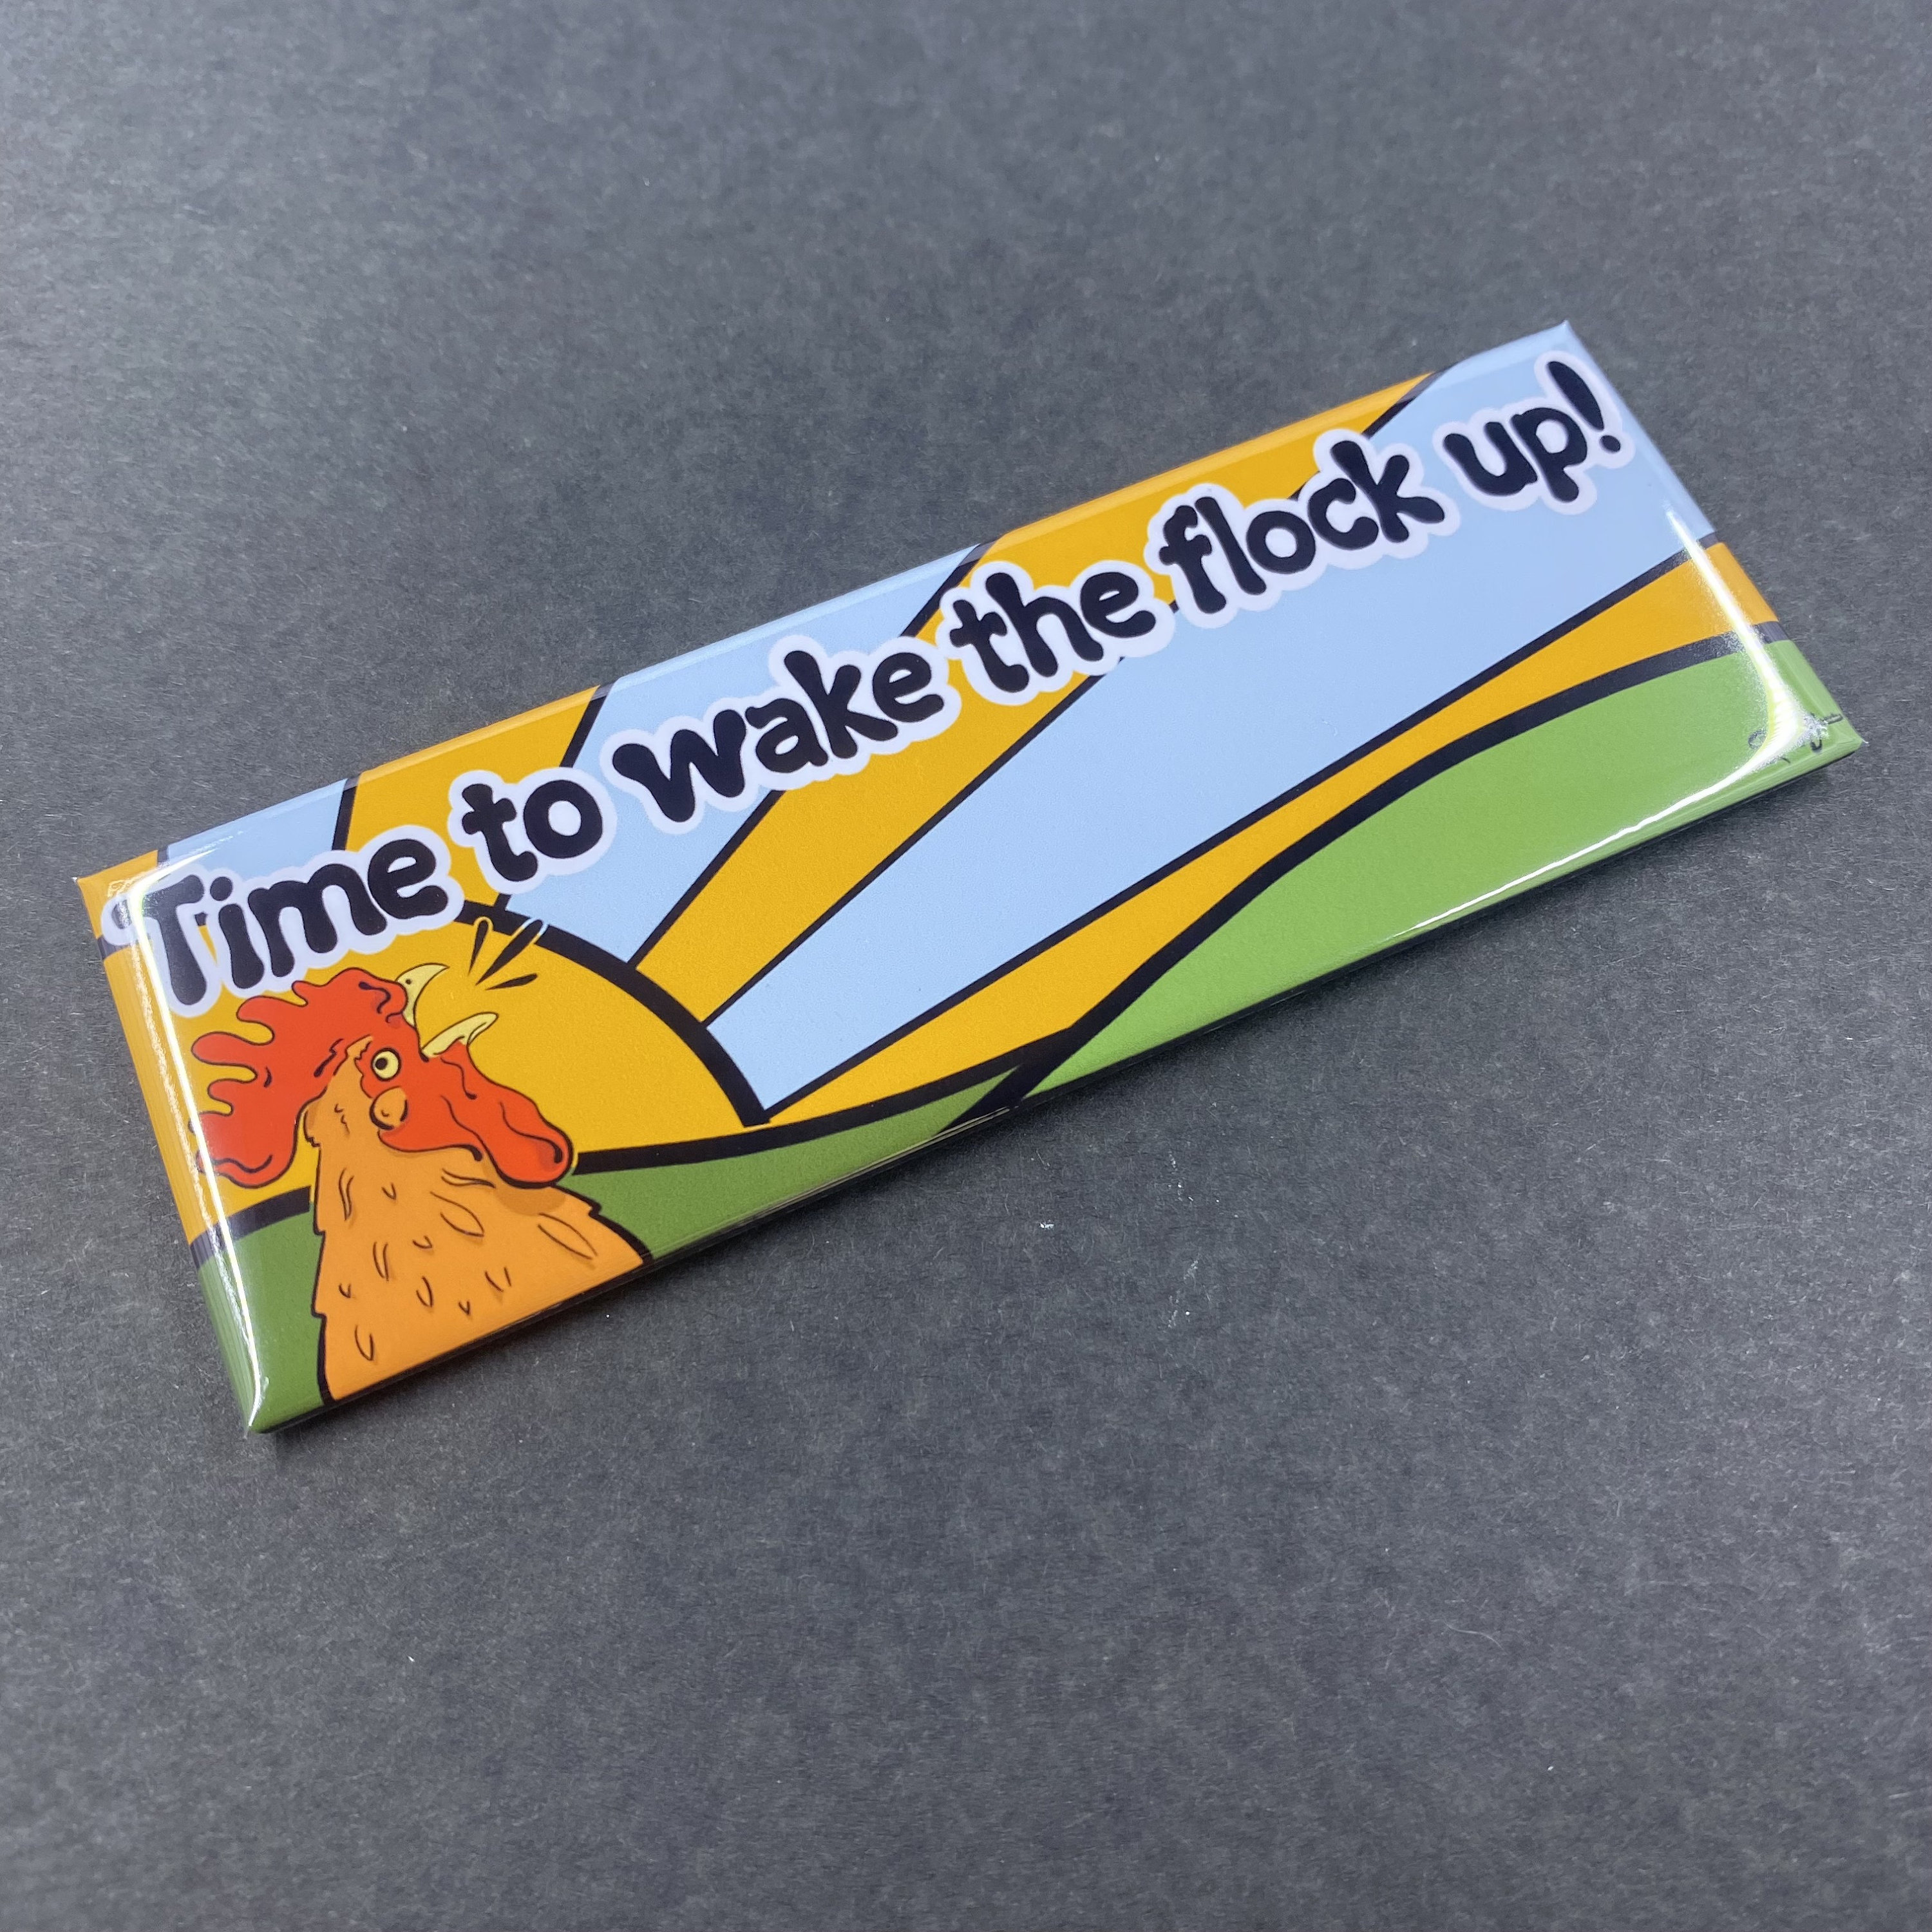 Time to wake the flock up!